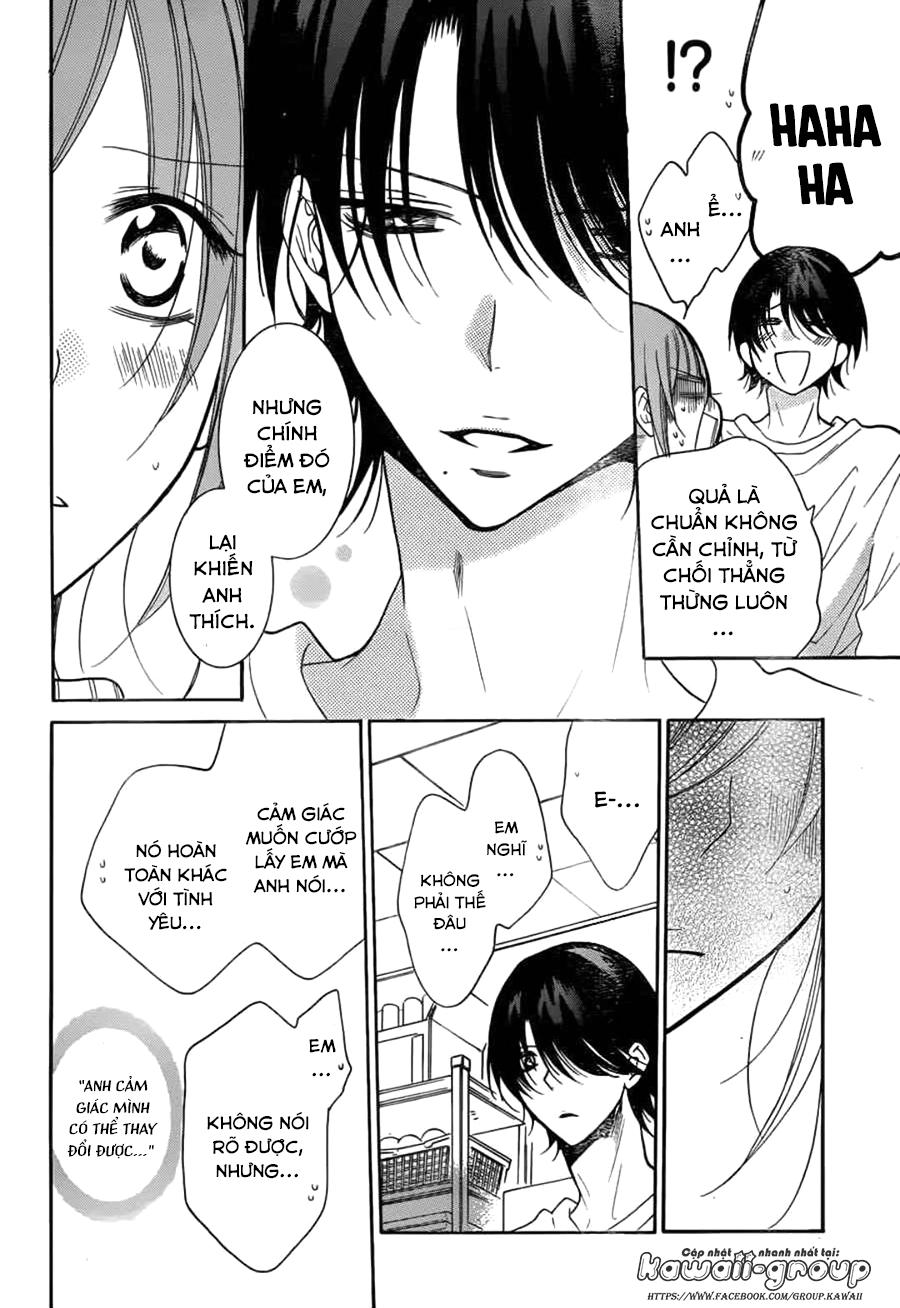 HAHA
HA
!?
Ể...
ANH
...
QUẢ LÀ
CHUẨN KHÔNG
CẦN CHỈNH, TỪ
CHỐI THẲNG
THỪNG LUÔN
...
NHƯNG
CHÍNH
ĐIỂM ĐÓ
CỦA EM,
LẠI
KHIẾN
ANH
THÍCH.
E-...
EM
NGHĨ
...
KHÔNG
PHẢI THẾ
ĐÂU
...
CẢM GIÁC
MUỐN CƯỚP
LẤY EM MÀ
ANH NÓI...
NÓ HOÀN
TOÀN KHÁC
VỚI TÌNH
YÊU...
EM
...
KHÔNG NÓI
RÕ ĐƯỢC,
NHƯNG...
"ANH CẢM
GIÁC MÌNH
CÓ THỂ THAY
ĐỔI ĐƯỢC..."
Cập nhật nhanh nhất tại:
kawaii-group
HTTPS://WWW.FACEBOOK.COM/GROUP.KAWAII